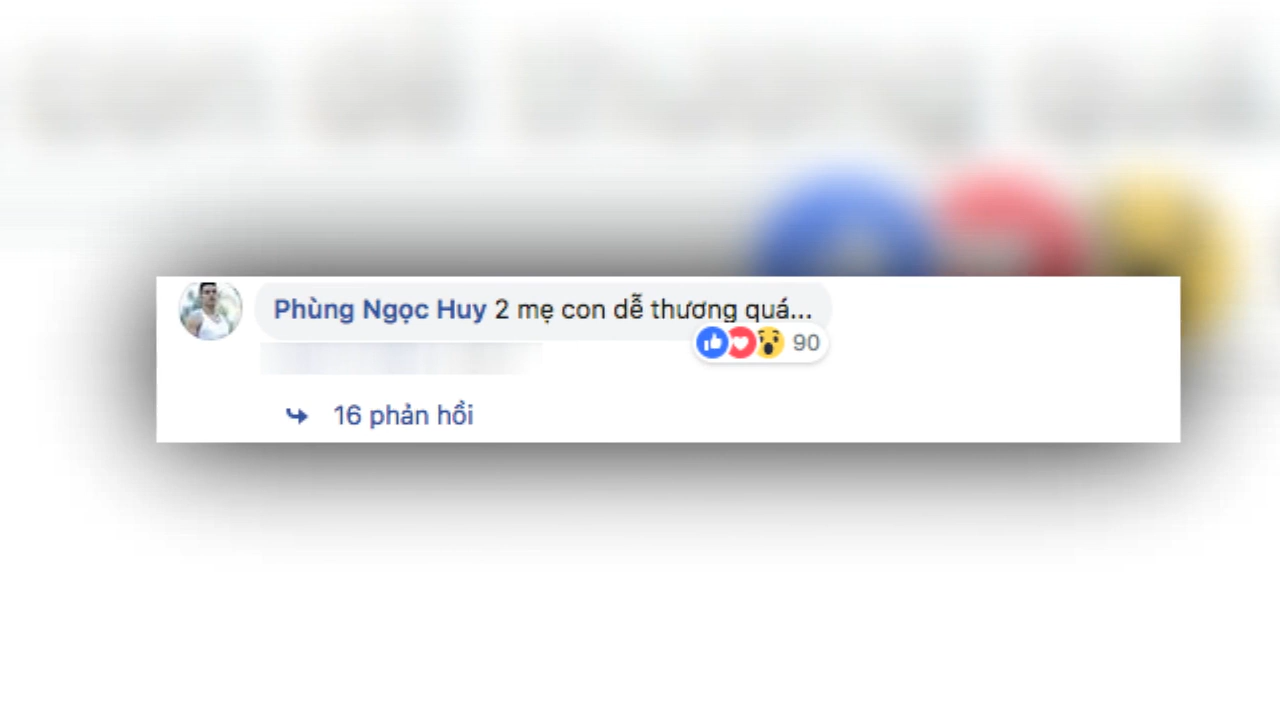 Phùng Ngọc Huy 2 mẹ con dễ thương quá...
90
16 phản hồi